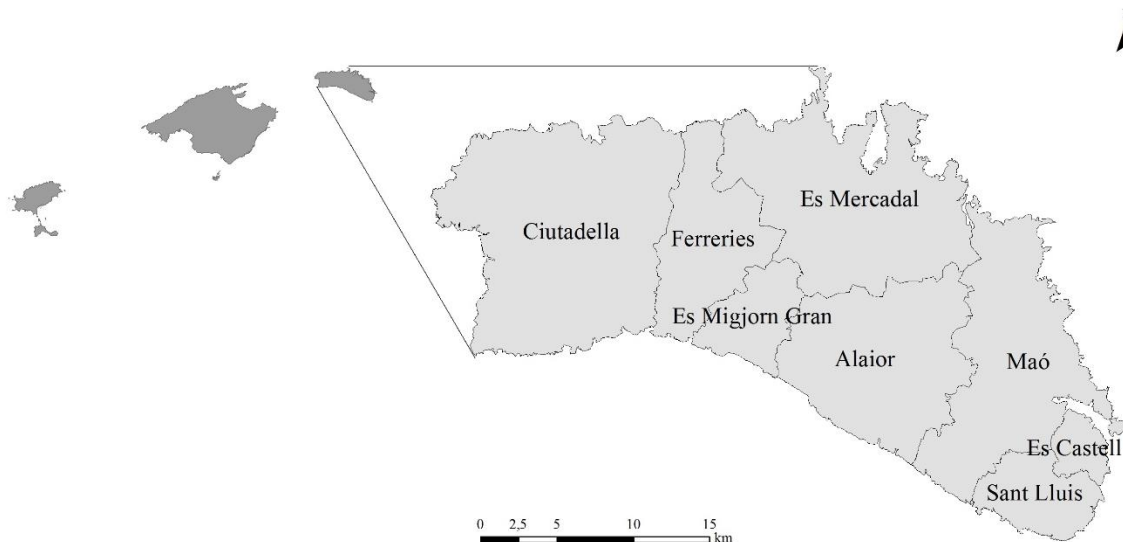 Es Mercadal
Ciutadella
Ferreries
Es Migjorn Gran
Alaior
Maó
Es Castell
Sant Lluis
0 2,5 5 10 15
km